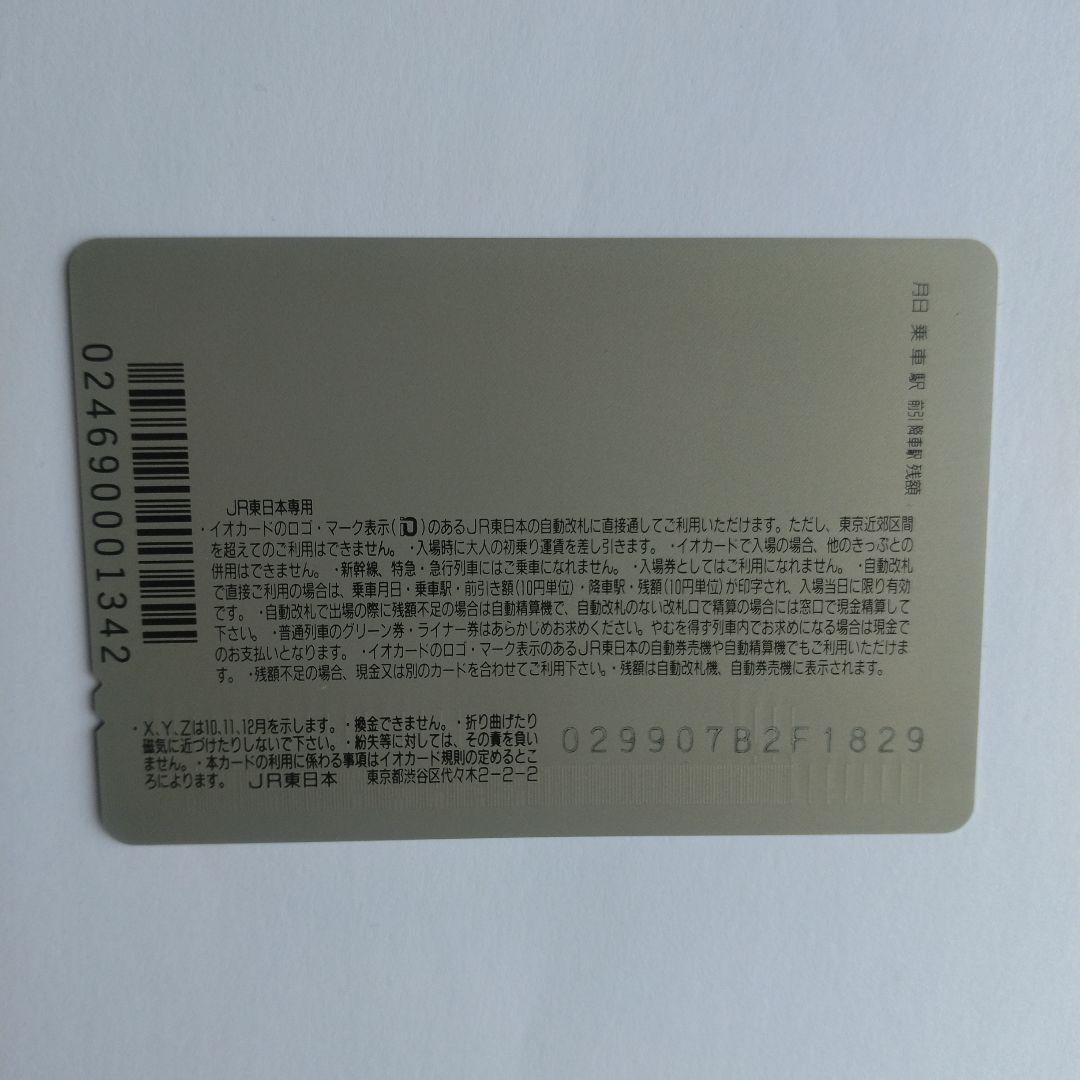 月日 乗車駅 前引 降車駅 残額
0246900001342
JR東日本専用
・イオカードのロゴ・マーク表示(iO)のあるJR東日本の自動改札に直接通してご利用いただけます。ただし、東京近郊区間
を超えてのご利用はできません。・入場時に大人の初乗り運賃を差し引きます。・イオカードで入場の場合、他のきっぷとの
併用はできません。・新幹線、特急・急行列車にはご乗車になれません。・入場券としてはご利用になれません。・自動改札
で直接ご利用の場合は、乗車月日・乗車駅・前引き額(10円単位)・降車駅・残額(10円単位)が印字され、入場当日に限り有効
です。・自動改札で出場の際に残額不足の場合は自動精算機で、自動改札のない改札口で精算の場合には窓口で現金精算して
下さい。・普通列車のグリーン券・ライナー券はあらかじめお求めください。やむを得ず列車内でお求めになる場合は現金で
のお支払いとなります。・イオカードのロゴ・マーク表示のあるJR東日本の自動券売機や自動精算機でもご利用いただけま
す。・残額不足の場合、現金又は別のカードを合わせてご利用下さい。・残額は自動改札機、自動券売機に表示されます。
・X、Y、Zは10、11、12月を示します。・換金できません。・折り曲げたり
磁気に近づけたりしないで下さい。・紛失等に対しては、その責を負い
ません。・本カードの利用に係わる事項はイオカード規則の定めるとこ
ろによります。 JR東日本 東京都渋谷区代々木2-2-2
029907B2F1829